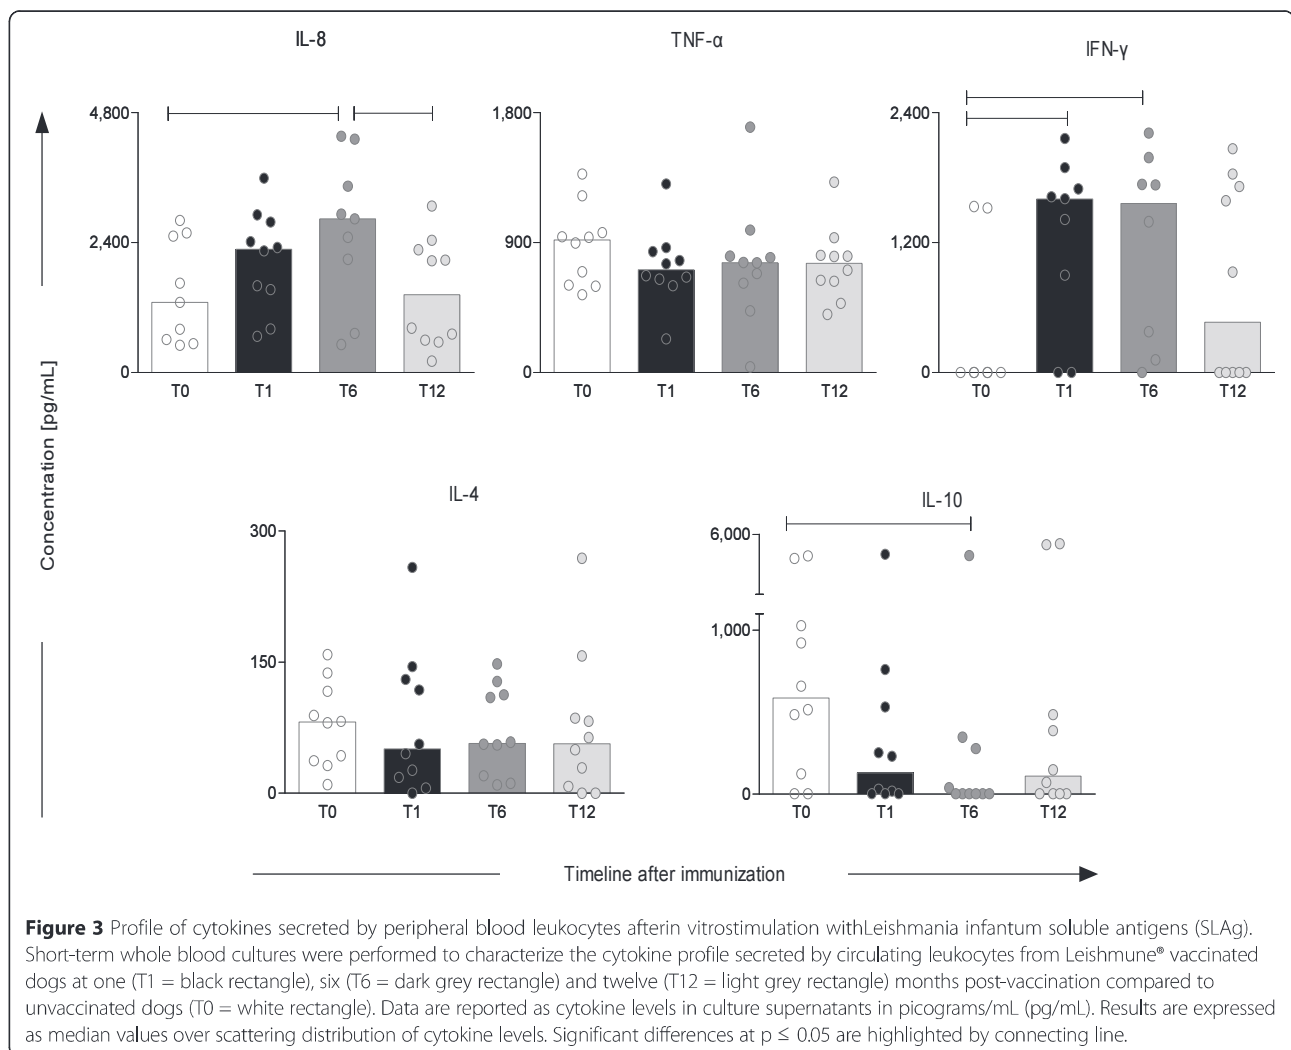 IL-8
TNF-α
IFN-γ
4,800
2,400
0
T0 T1 T6 T12
1,800
900
0
T0 T1 T6 T12
2,400
1,200
0
T0 T1 T6 T12
Concentration [pg/mL]
IL-4
IL-10
300
150
0
T0 T1 T6 T12
6,000
1,000
0
T0 T1 T6 T12
Timeline after immunization
Figure 3 Profile of cytokines secreted by peripheral blood leukocytes afterin vitrostimulation withLeishmania infantum soluble antigens (SLAg).
Short-term whole blood cultures were performed to characterize the cytokine profile secreted by circulating leukocytes from Leishmune® vaccinated
dogs at one (T1 = black rectangle), six (T6 = dark grey rectangle) and twelve (T12 = light grey rectangle) months post-vaccination compared to
unvaccinated dogs (T0 = white rectangle). Data are reported as cytokine levels in culture supernatants in picograms/mL (pg/mL). Results are expressed
as median values over scattering distribution of cytokine levels. Significant differences at p ≤ 0.05 are highlighted by connecting line.